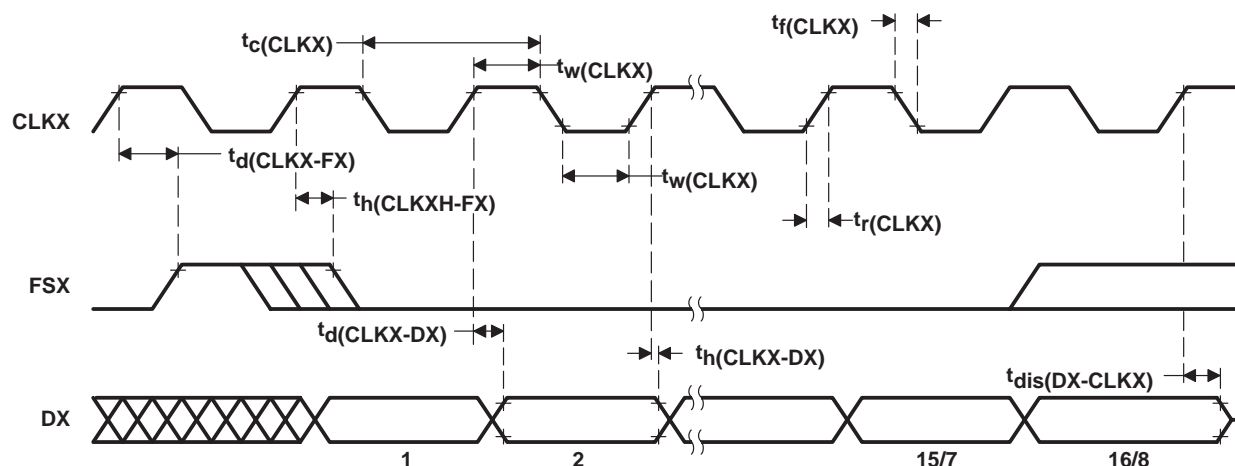 tc(CLKX)
tf(CLKX)
tw(CLKX)
CLKX
td(CLKX-FX)
tw(CLKX)
th(CLKXH-FX)
tr(CLKX)
FSX
td(CLKX-DX)
th(CLKX-DX)
tdis(DX-CLKX)
DX
1 2 15/7 16/8